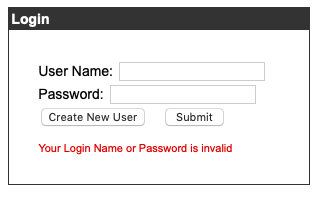 Login
User Name:
Password:
Create New User Submit
Your Login Name or Password is invalid